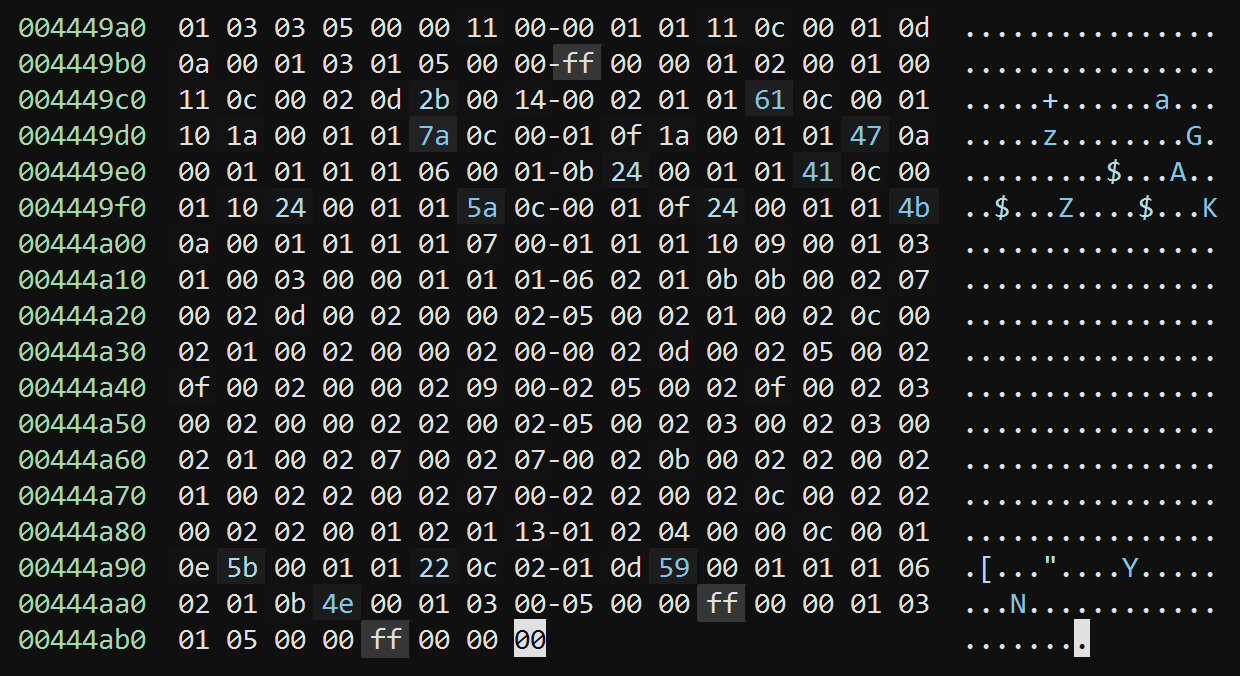 004449a0 01 03 03 05 00 00 11 00-00 01 01 11 0c 00 01 0d ................
004449b0 0a 00 01 03 01 05 00 00-ff 00 00 01 02 00 01 00 ................
004449c0 11 0c 00 02 0d 2b 00 14-00 02 01 01 61 0c 00 01 .....+......a...
004449d0 10 1a 00 01 01 7a 0c 00-01 0f 1a 00 01 01 47 0a .....z........G.
004449e0 00 01 01 01 01 06 00 01-0b 24 00 01 01 41 0c 00 .........$...A..
004449f0 01 10 24 00 01 01 5a 0c-00 01 0f 24 00 01 01 4b ..$...Z....$...K
00444a00 0a 00 01 01 01 01 07 00-01 01 01 10 09 00 01 03 ................
00444a10 01 00 03 00 00 01 01 01-06 02 01 0b 0b 00 02 07 ................
00444a20 00 02 0d 00 02 00 00 02-05 00 02 01 00 02 0c 00 ................
00444a30 02 01 00 02 00 00 02 00-00 02 0d 00 02 05 00 02 ................
00444a40 0f 00 02 00 00 02 09 00-02 05 00 02 0f 00 02 03 ................
00444a50 00 02 00 00 02 02 00 02-05 00 02 03 00 02 03 00 ................
00444a60 02 01 00 02 07 00 02 07-00 02 0b 00 02 02 00 02 ................
00444a70 01 00 02 02 00 02 07 00-02 02 00 02 0c 00 02 02 ................
00444a80 00 02 02 00 01 02 01 13-01 02 04 00 00 0c 00 01 ................
00444a90 0e 5b 00 01 01 22 0c 02-01 0d 59 00 01 01 01 06 .[..."....Y.....
00444aa0 02 01 0b 4e 00 01 03 00-05 00 00 ff 00 00 01 03 ...N............
00444ab0 01 05 00 00 ff 00 00 00 ........